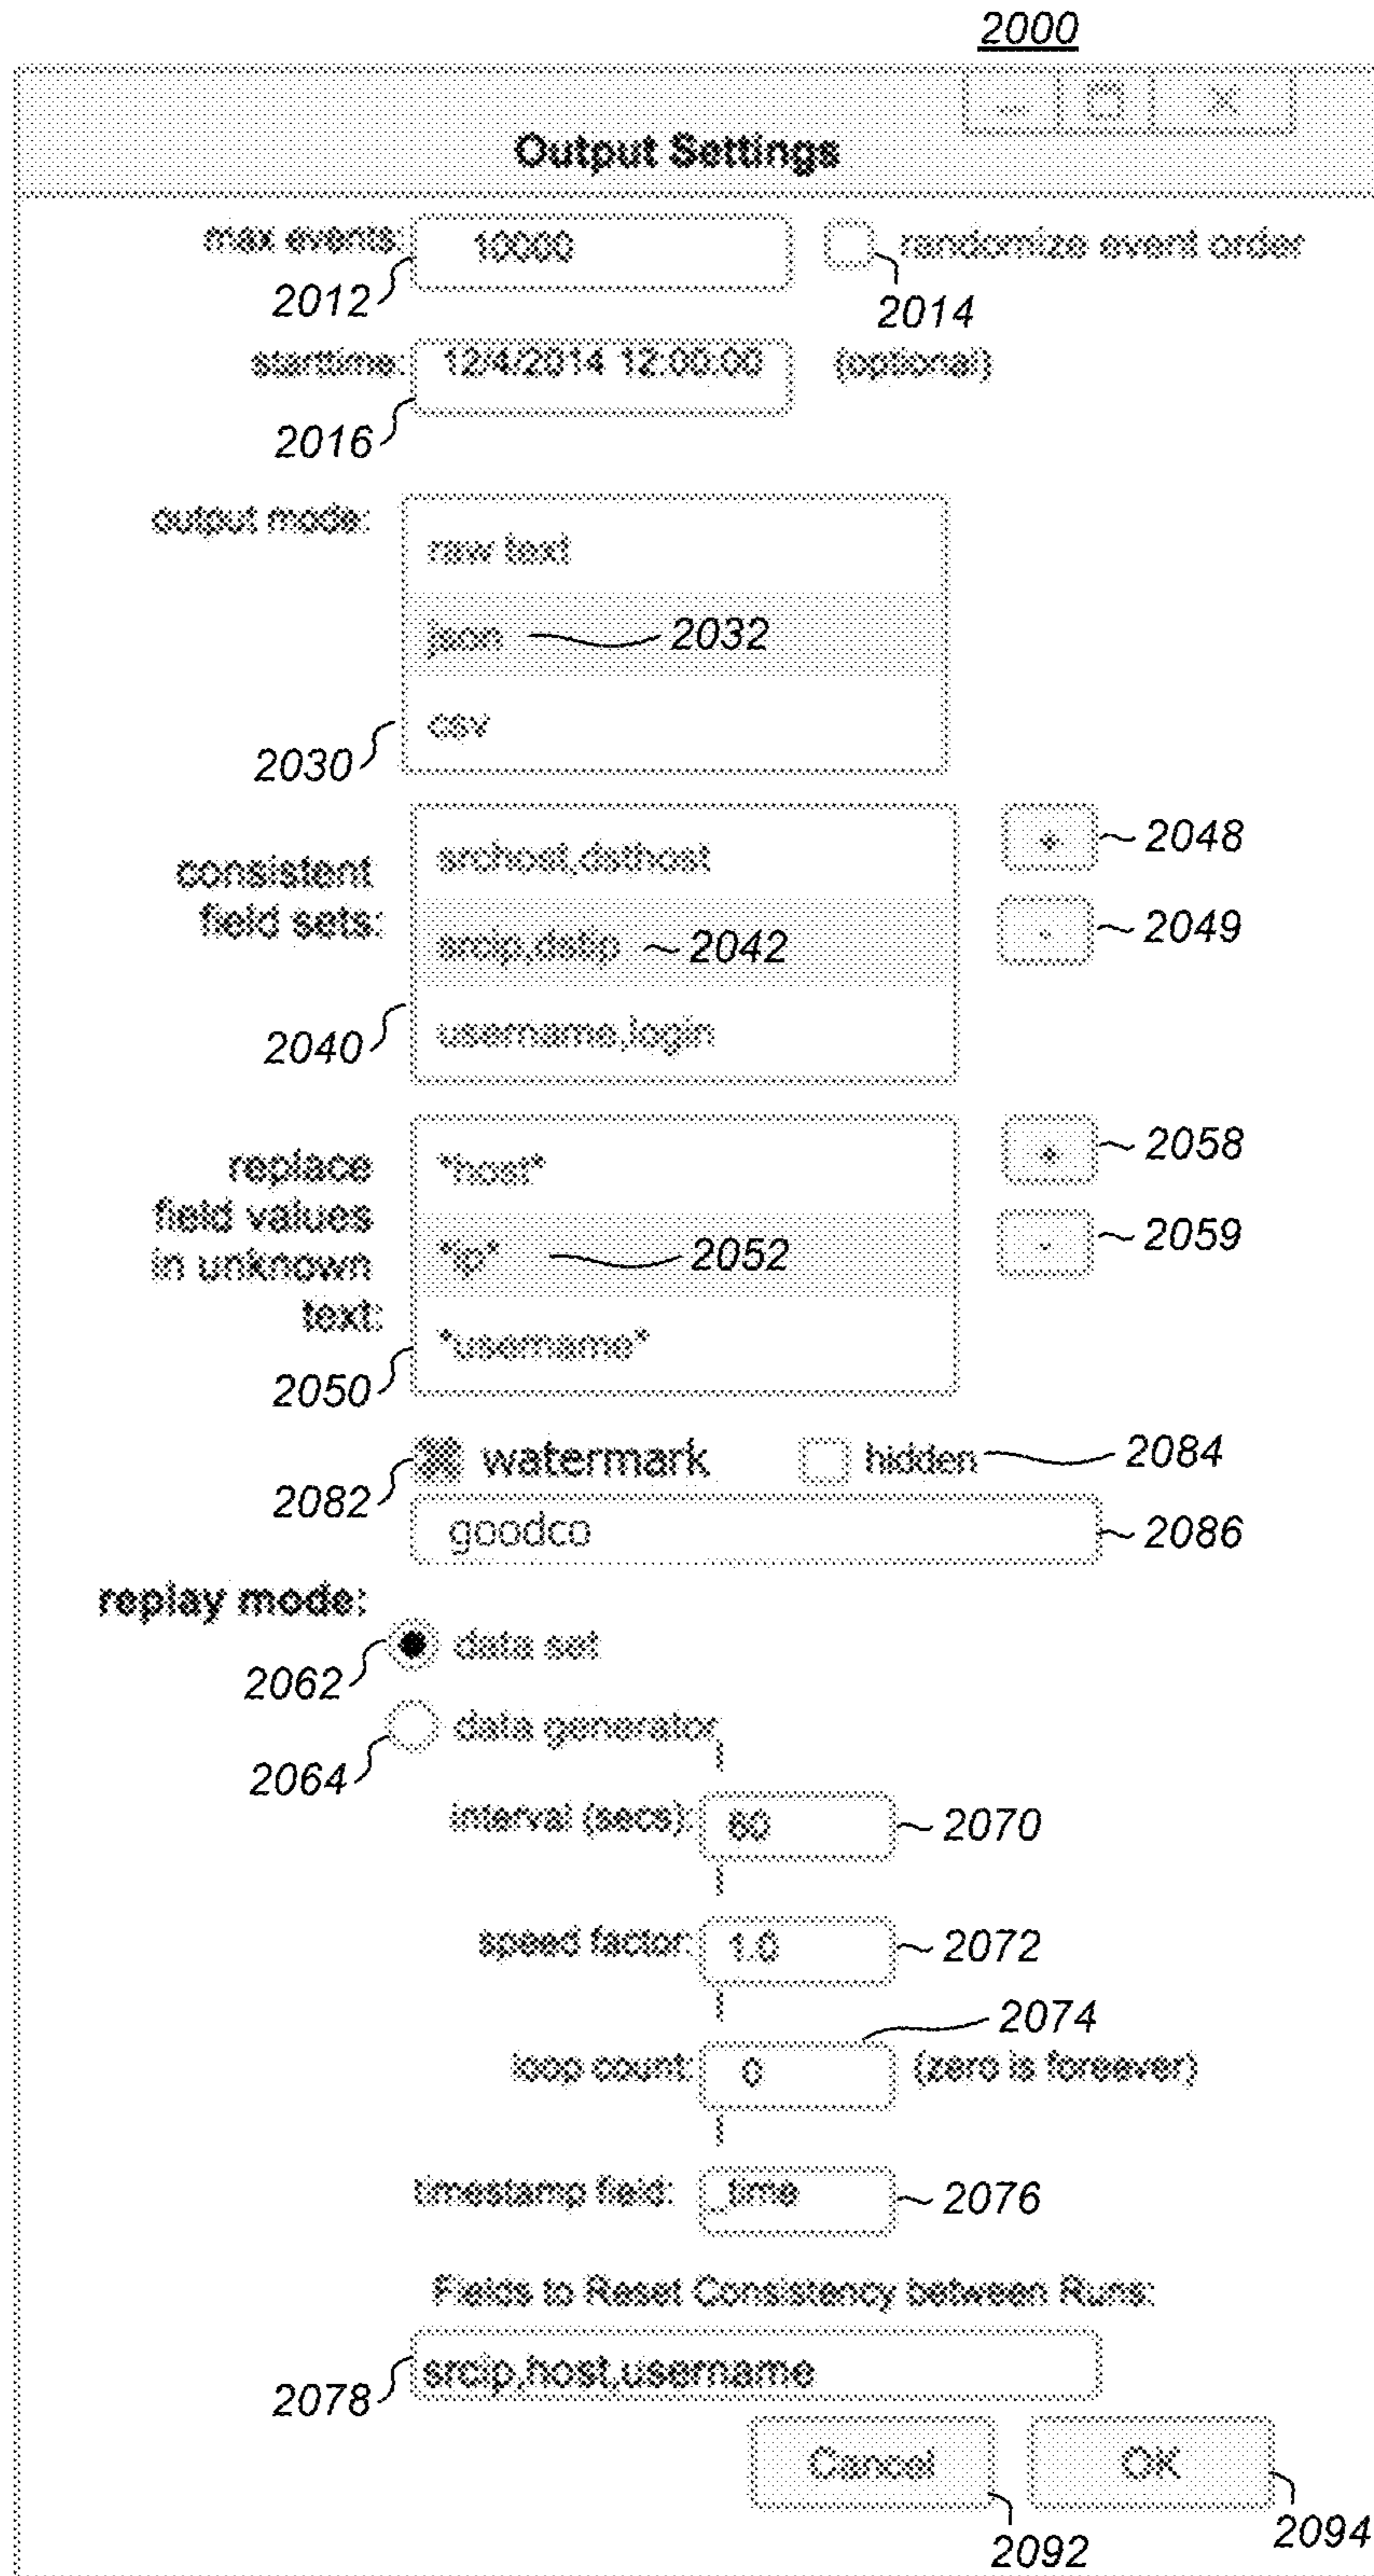 2000
Output Settings
max events: 10000 randomize event order
2012 2014
starttime: 12/4/2014 12:00:00 (optional)
2016
output mode:
raw text
json 2032
csv
2030
consistent
field sets:
srchost,dsthost
+ 2048
srcip,dstip 2042
- 2049
username,login
2040
replace
field values
in unknown
text:
*host*
+ 2058
*ip* 2052
- 2059
*username*
2050
watermark hidden 2084
2082
goodco 2086
replay mode:
data set
2062
data generator
2064
interval (secs): 60 2070
speed factor: 1.0 2072
2074
loop count: 0 (zero is foreever)
timestamp field: _time 2076
Fields to Reset Consistency between Runs:
srcip,host,username
2078
Cancel OK
2092 2094